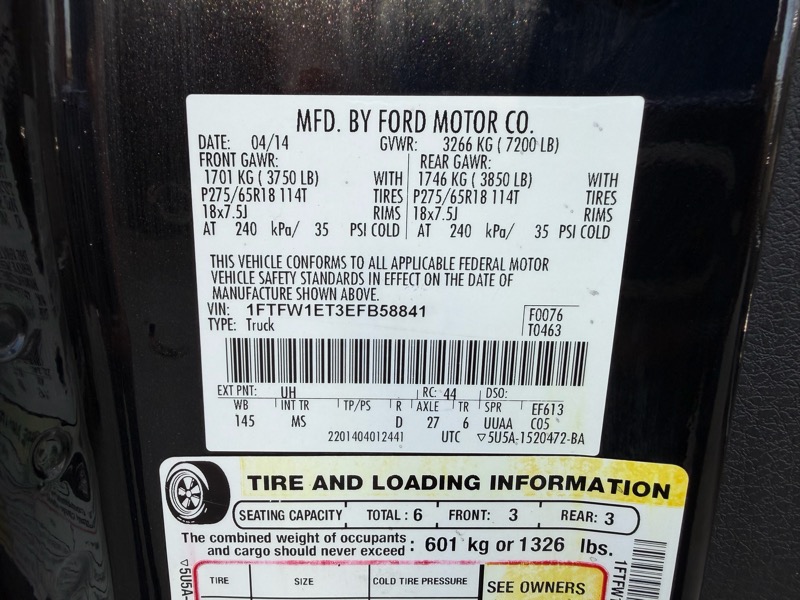 MFD. BY FORD MOTOR CO.
DATE: 04/14 GVWR: 3266 KG ( 7200 LB)
FRONT GAWR: REAR GAWR:
1701 KG ( 3750 LB) WITH 1746 KG ( 3850 LB) WITH
P275/65R18 114T TIRES P275/65R18 114T TIRES
18x7.5J RIMS 18x7.5J RIMS
AT 240 kPa/ 35 PSI COLD AT 240 kPa/ 35 PSI COLD
THIS VEHICLE CONFORMS TO ALL APPLICABLE FEDERAL MOTOR
VEHICLE SAFETY STANDARDS IN EFFECT ON THE DATE OF
MANUFACTURE SHOWN ABOVE.
VIN: 1FTFW1ET3EFB58841 F0076
TYPE: Truck T0463
EXT PNT: UH RC: 44 DSO:
WB INT TR TP/PS R AXLE TR SPR EF613
145 MS D 27 6 UUAA C05
2201404012441 UTC ▽5U5A-1520472-BA
TIRE AND LOADING INFORMATION
SEATING CAPACITY TOTAL: 6 FRONT: 3 REAR: 3
The combined weight of occupants
and cargo should never exceed : 601 kg or 1326 lbs.
TIRE SIZE COLD TIRE PRESSURE SEE OWNERS
▽5U5A-
1FTFW